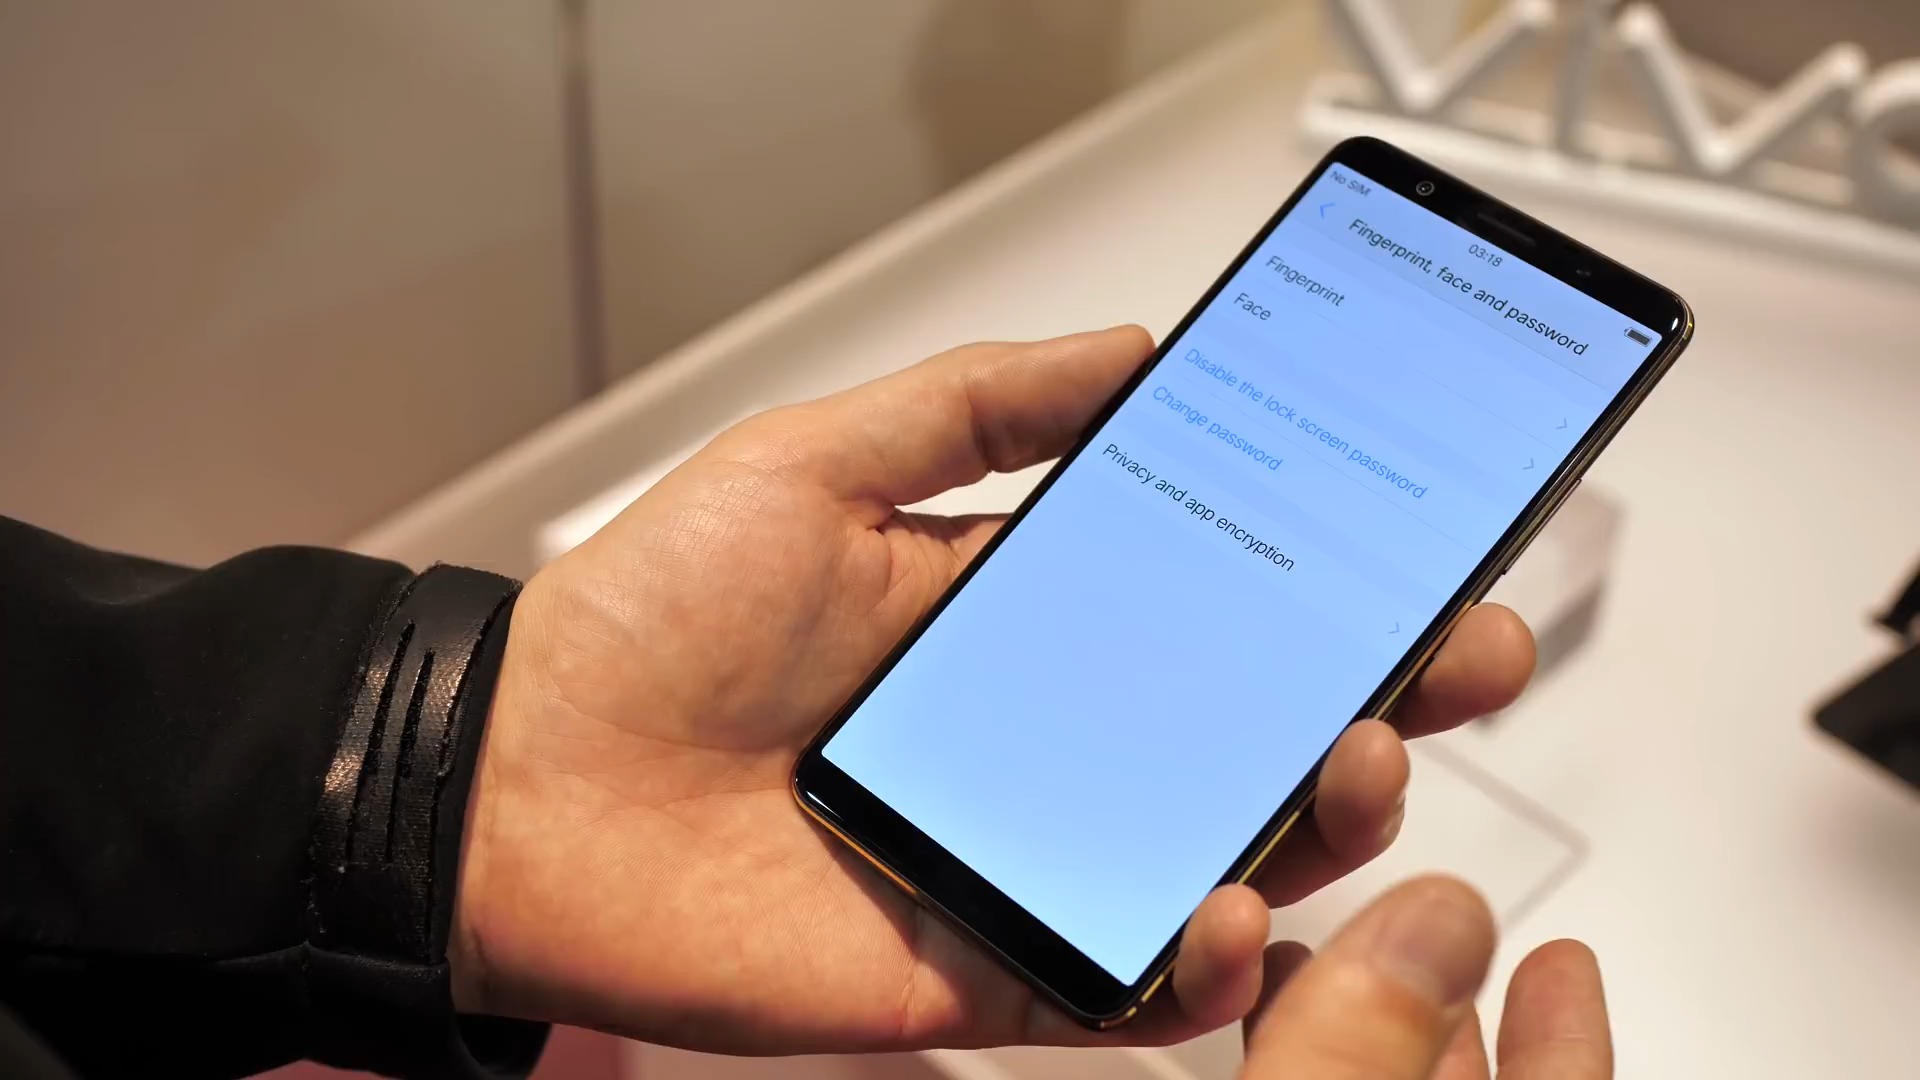 vivo
No SIM
03:18
Fingerprint, face and password
Fingerprint
Face
Disable the lock screen password
Change password
Privacy and app encryption